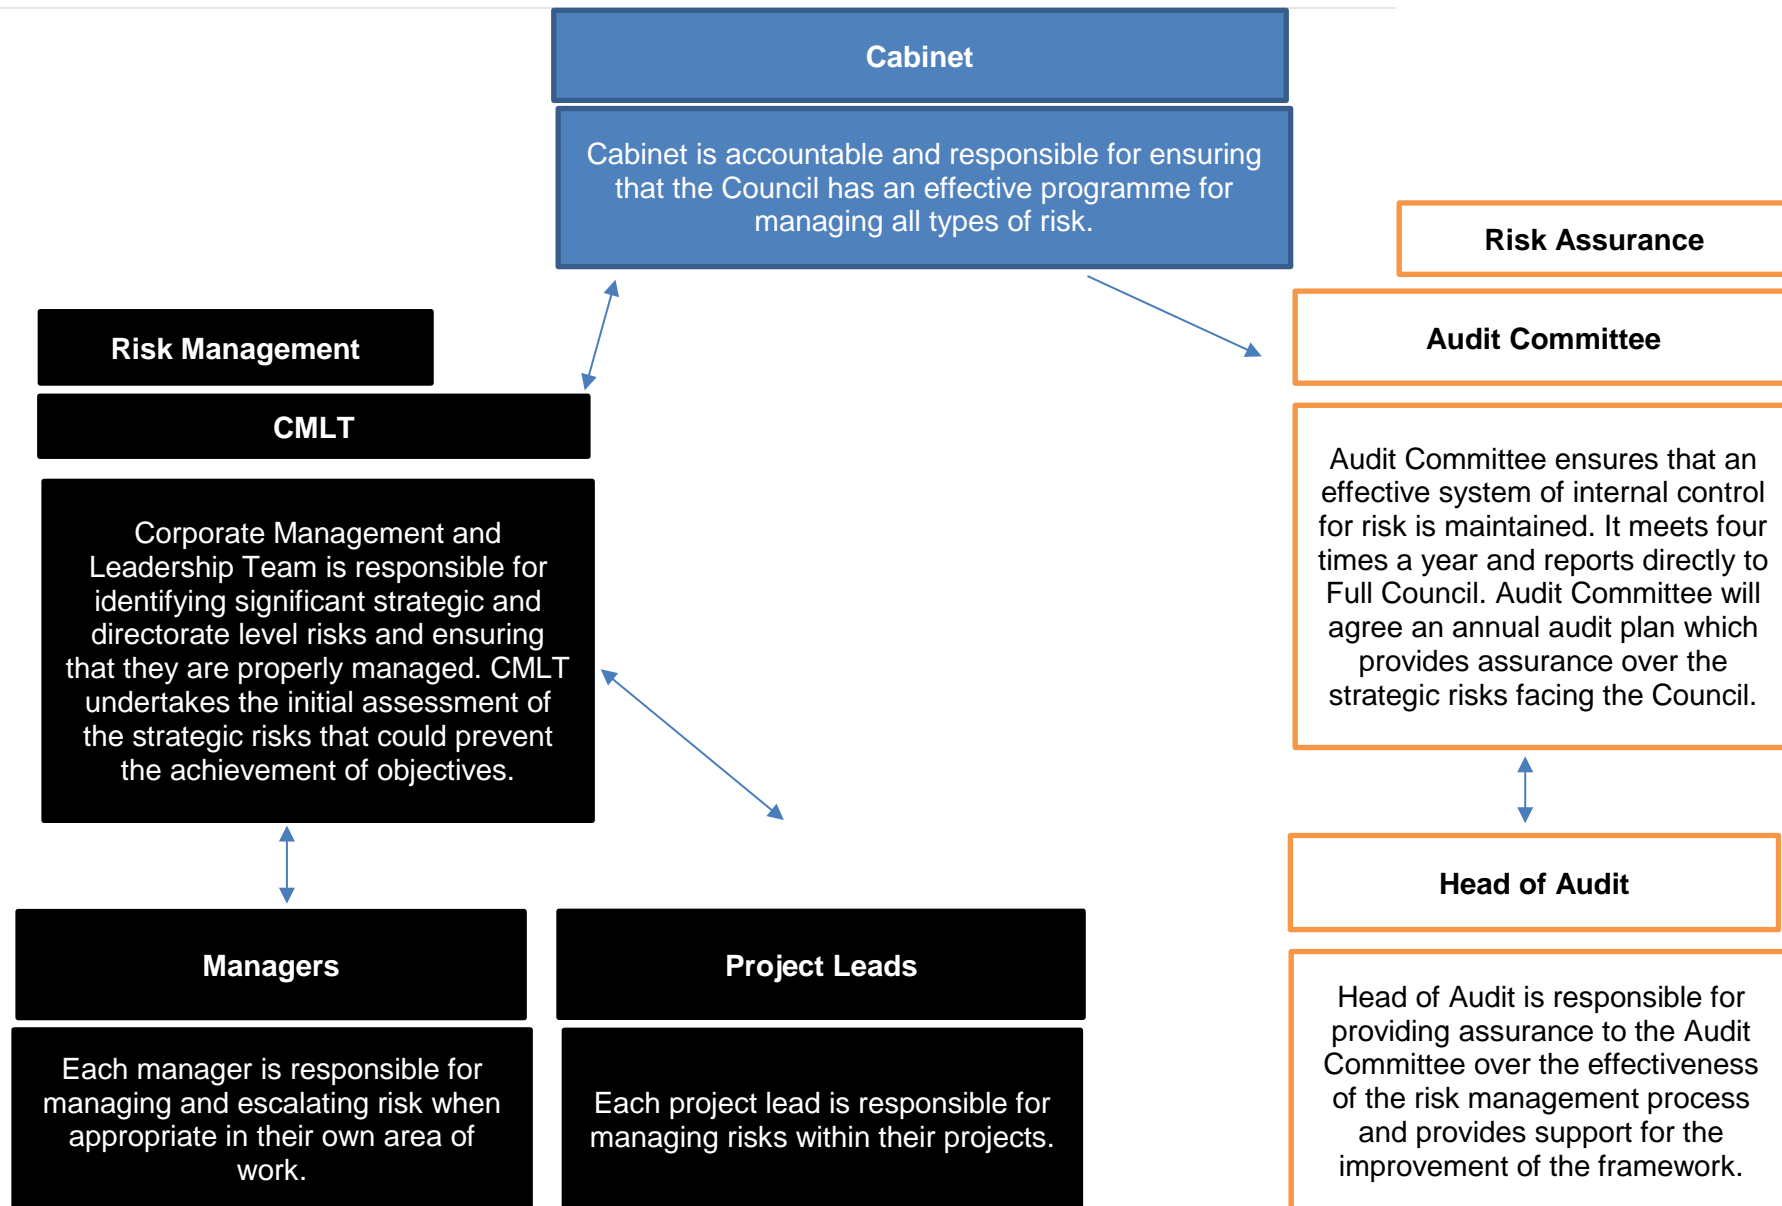 Cabinet
Cabinet is accountable and responsible for ensuring
that the Council has an effective programme for
managing all types of risk.
Risk Management
CMLT
Corporate Management and
Leadership Team is responsible for
identifying significant strategic and
directorate level risks and ensuring
that they are properly managed. CMLT
undertakes the initial assessment of
the strategic risks that could prevent
the achievement of objectives.
Managers
Each manager is responsible for
managing and escalating risk when
appropriate in their own area of
work.
Project Leads
Each project lead is responsible for
managing risks within their projects.
Risk Assurance
Audit Committee
Audit Committee ensures that an
effective system of internal control
for risk is maintained. It meets four
times a year and reports directly to
Full Council. Audit Committee will
agree an annual audit plan which
provides assurance over the
strategic risks facing the Council.
Head of Audit
Head of Audit is responsible for
providing assurance to the Audit
Committee over the effectiveness
of the risk management process
and provides support for the
improvement of the framework.